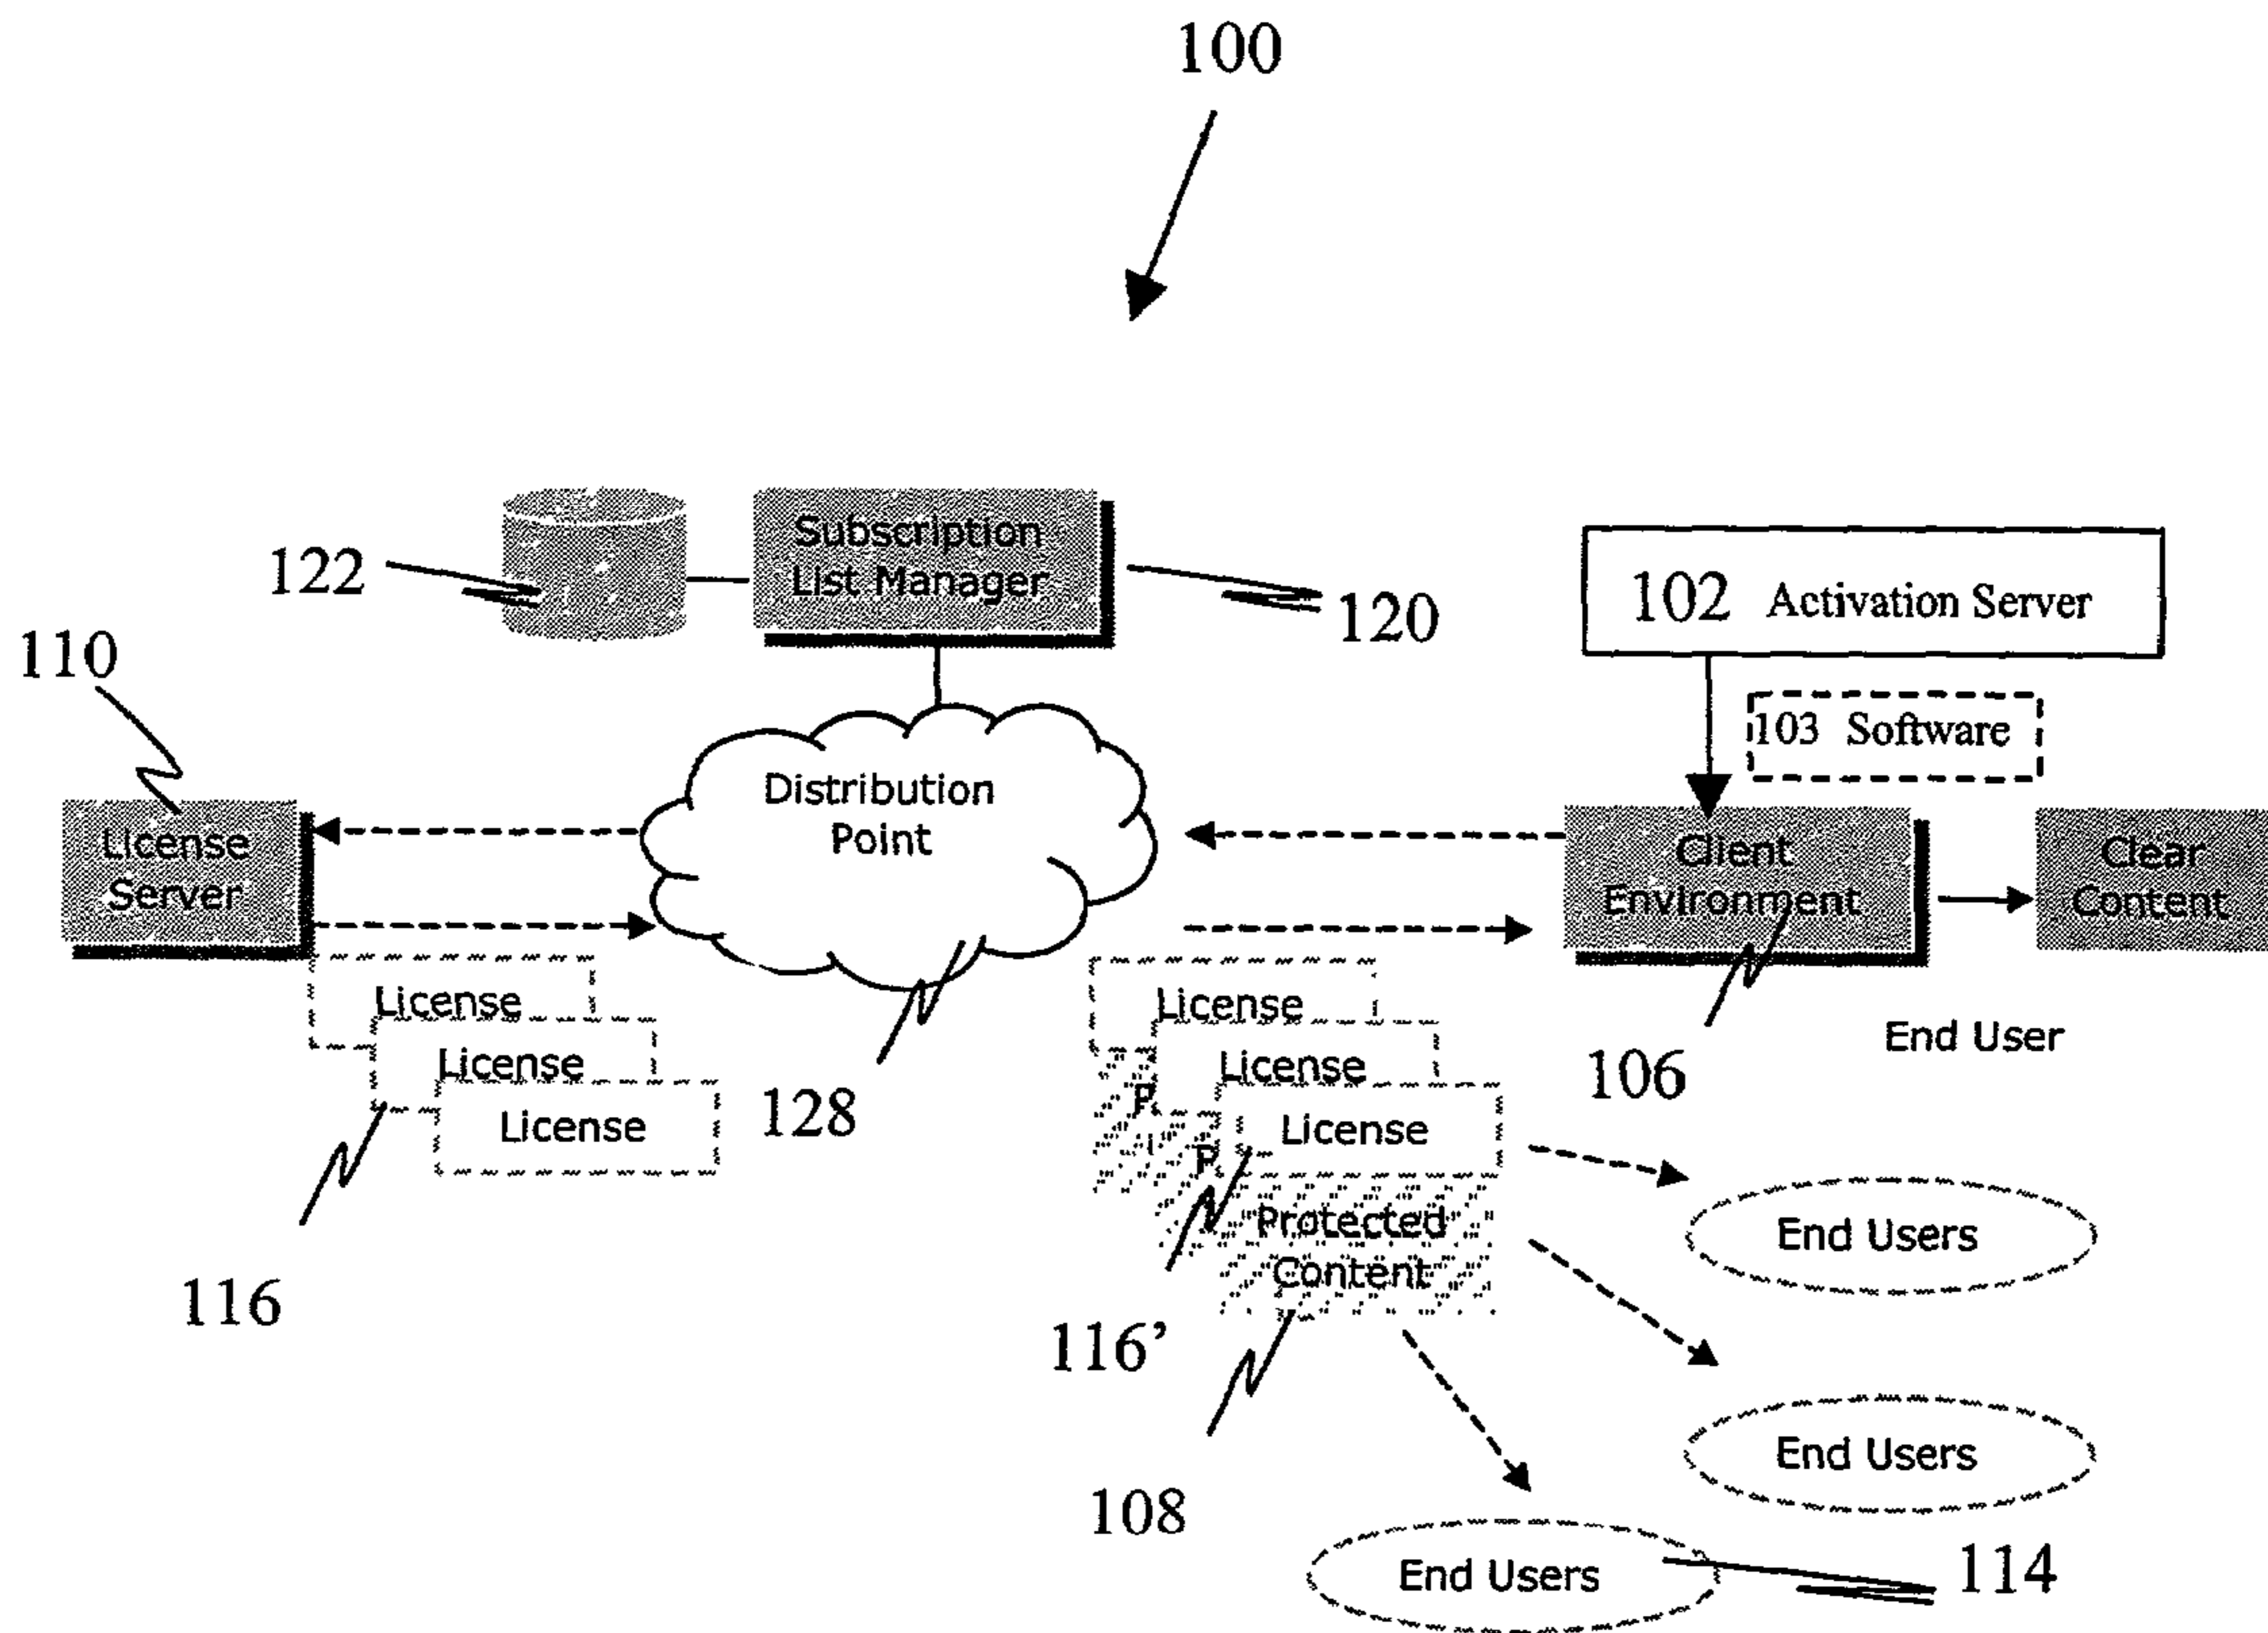 100
Subscription
List Manager
122
120
102 Activation Server
110
103 Software
Distribution
Point
License
Server
Client
Environment
Clear
Content
License
License
License
License
License
License
End User
128
106
P
P
Protected
Content
116
116’
End Users
End Users
End Users
108
114